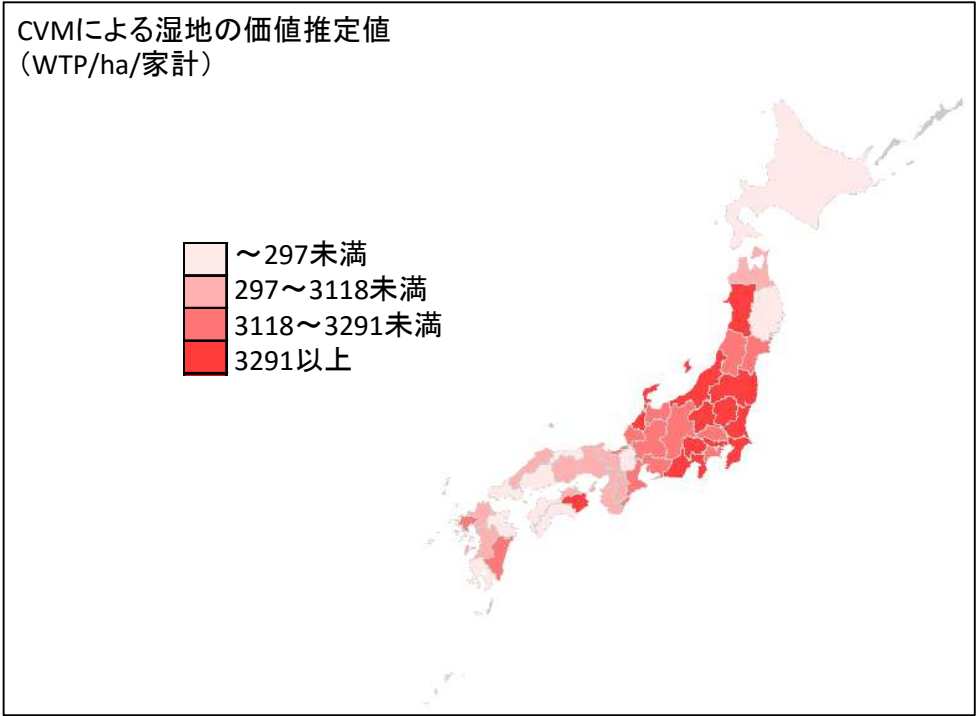 CVMによる湿地の価値推定値
（WTP/ha/家計）
～297未満
297～3118未満
3118～3291未満
3291以上